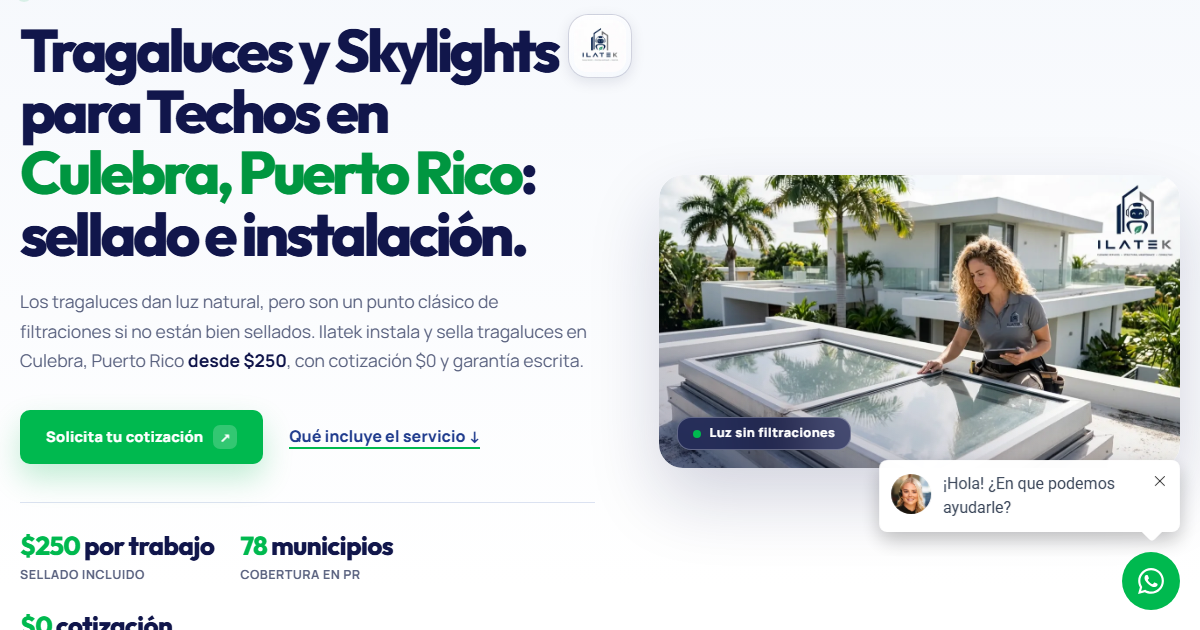 Tragaluces y Skylights
ILATEK
para Techos en
Culebra, Puerto Rico:
sellado e instalación.
Los tragaluces dan luz natural, pero son un punto clásico de
filtraciones si no están bien sellados. Ilatek instala y sella tragaluces en
Culebra, Puerto Rico desde $250, con cotización $0 y garantía escrita.
Solicita tu cotización ↗
Qué incluye el servicio ↓
$250 por trabajo
SELLADO INCLUIDO
78 municipios
COBERTURA EN PR
$0 cotización
ILATEK
Luz sin filtraciones
¡Hola! ¿En que podemos
ayudarle?